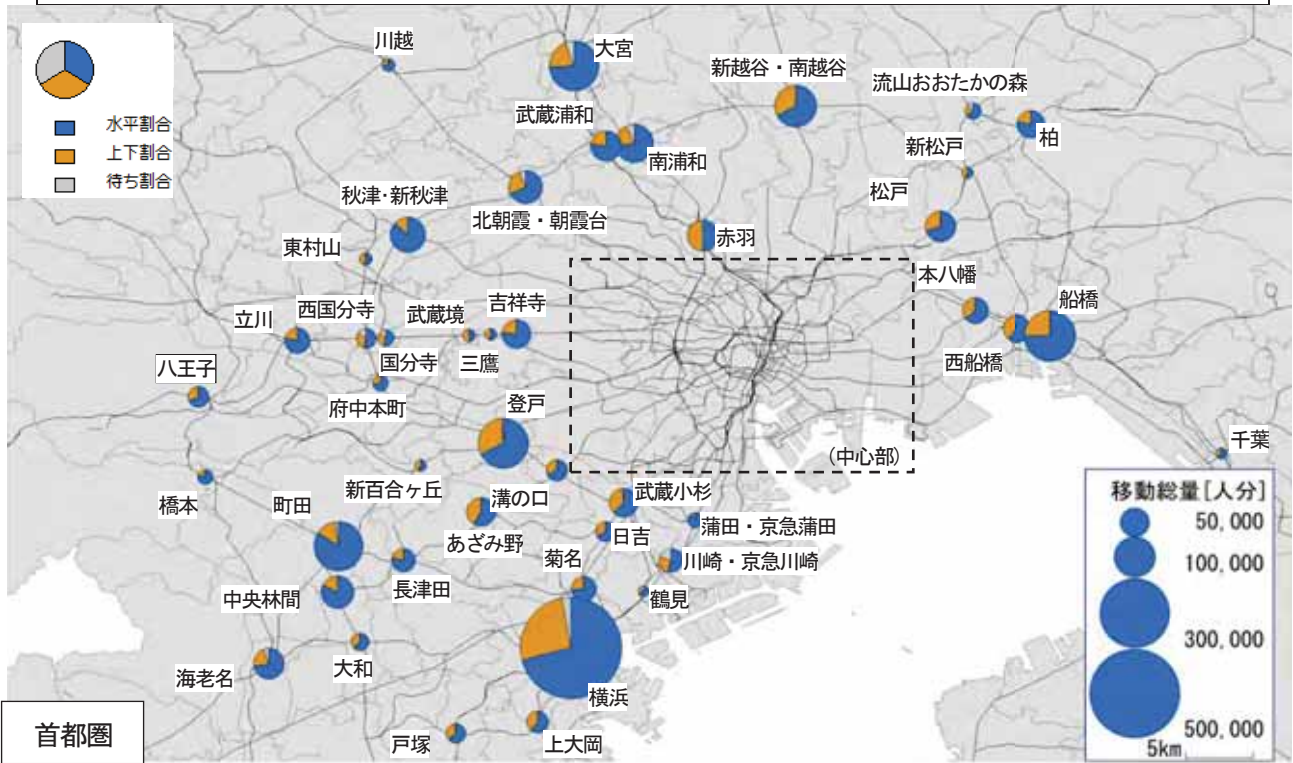 水平割合
上下割合
待ち割合
川越
大宮
新越谷・南越谷
流山おおたかの森
武蔵浦和
柏
南浦和
新松戸
秋津・新秋津
松戸
北朝霞・朝霞台
東村山
赤羽
本八幡
船橋
立川
西国分寺
武蔵境
吉祥寺
国分寺
三鷹
西船橋
八王子
府中本町
登戸
千葉
(中心部)
橋本
新百合ヶ丘
溝の口
武蔵小杉
町田
あざみ野
日吉
蒲田・京急蒲田
菊名
川崎・京急川崎
中央林間
長津田
鶴見
大和
海老名
横浜
戸塚
上大岡
首都圏
移動総量[人分]
50,000
100,000
300,000
500,000
5km